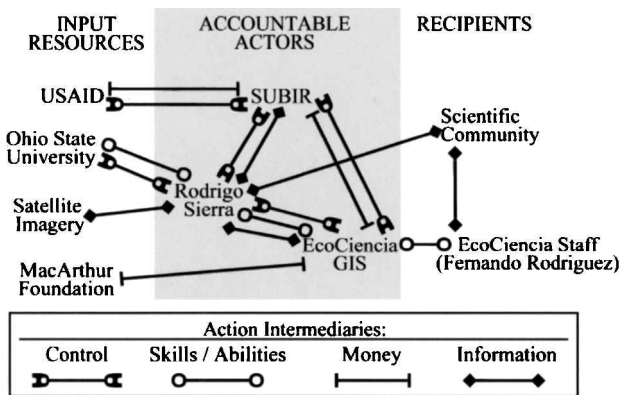 INPUT
RESOURCES
ACCOUNTABLE
ACTORS
RECIPIENTS
USAID
SUBIR
Scientific
Community
Ohio State
University
Rodrigo
Sierra
Satellite
Imagery
EcoCiencia
GIS
EcoCiencia Staff
(Fernando Rodriguez)
MacArthur
Foundation
Action Intermediaries:
Control
Skills / Abilities
Money
Information